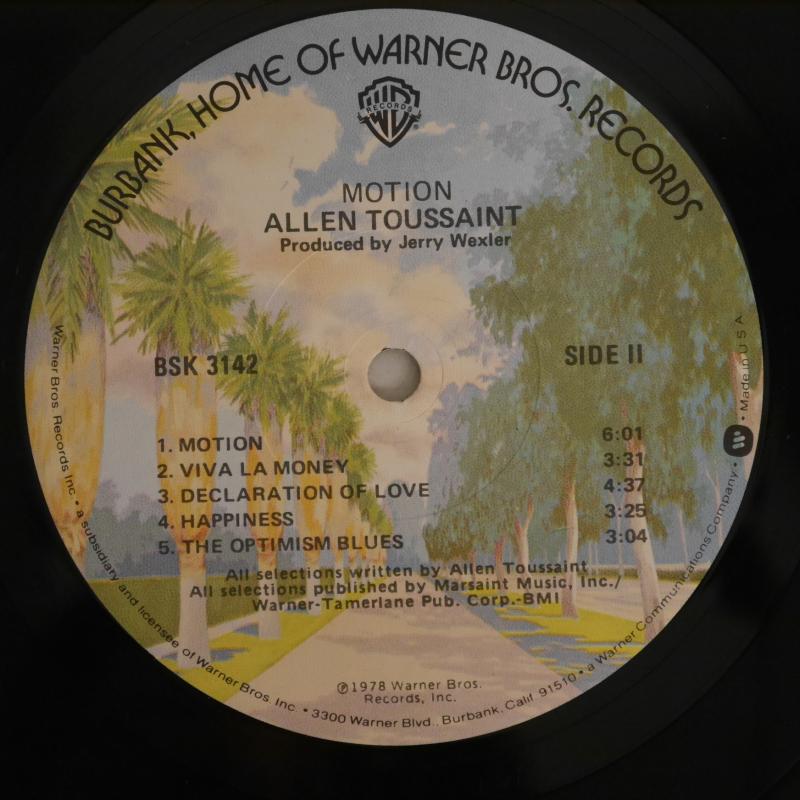 BURBANK, HOME OF WARNER BROS. RECORDS
W B
RECORDS
®
MOTION
ALLEN TOUSSAINT
Produced by Jerry Wexler
BSK 3142
SIDE II
1. MOTION 6:01
2. VIVA LA MONEY 3:31
3. DECLARATION OF LOVE 4:37
4. HAPPINESS 3:25
5. THE OPTIMISM BLUES 3:04
All selections written by Allen Toussaint
All selections published by Marsaint Music, Inc./
Warner-Tamerlane Pub. Corp.-BMI
℗1978 Warner Bros.
Records, Inc.
Warner Bros. Records Inc. • a subsidiary and licensee of Warner Bros. Inc. • 3300 Warner Blvd., Burbank, Calif. 91510 • a Warner Communications Company • Made in U S A